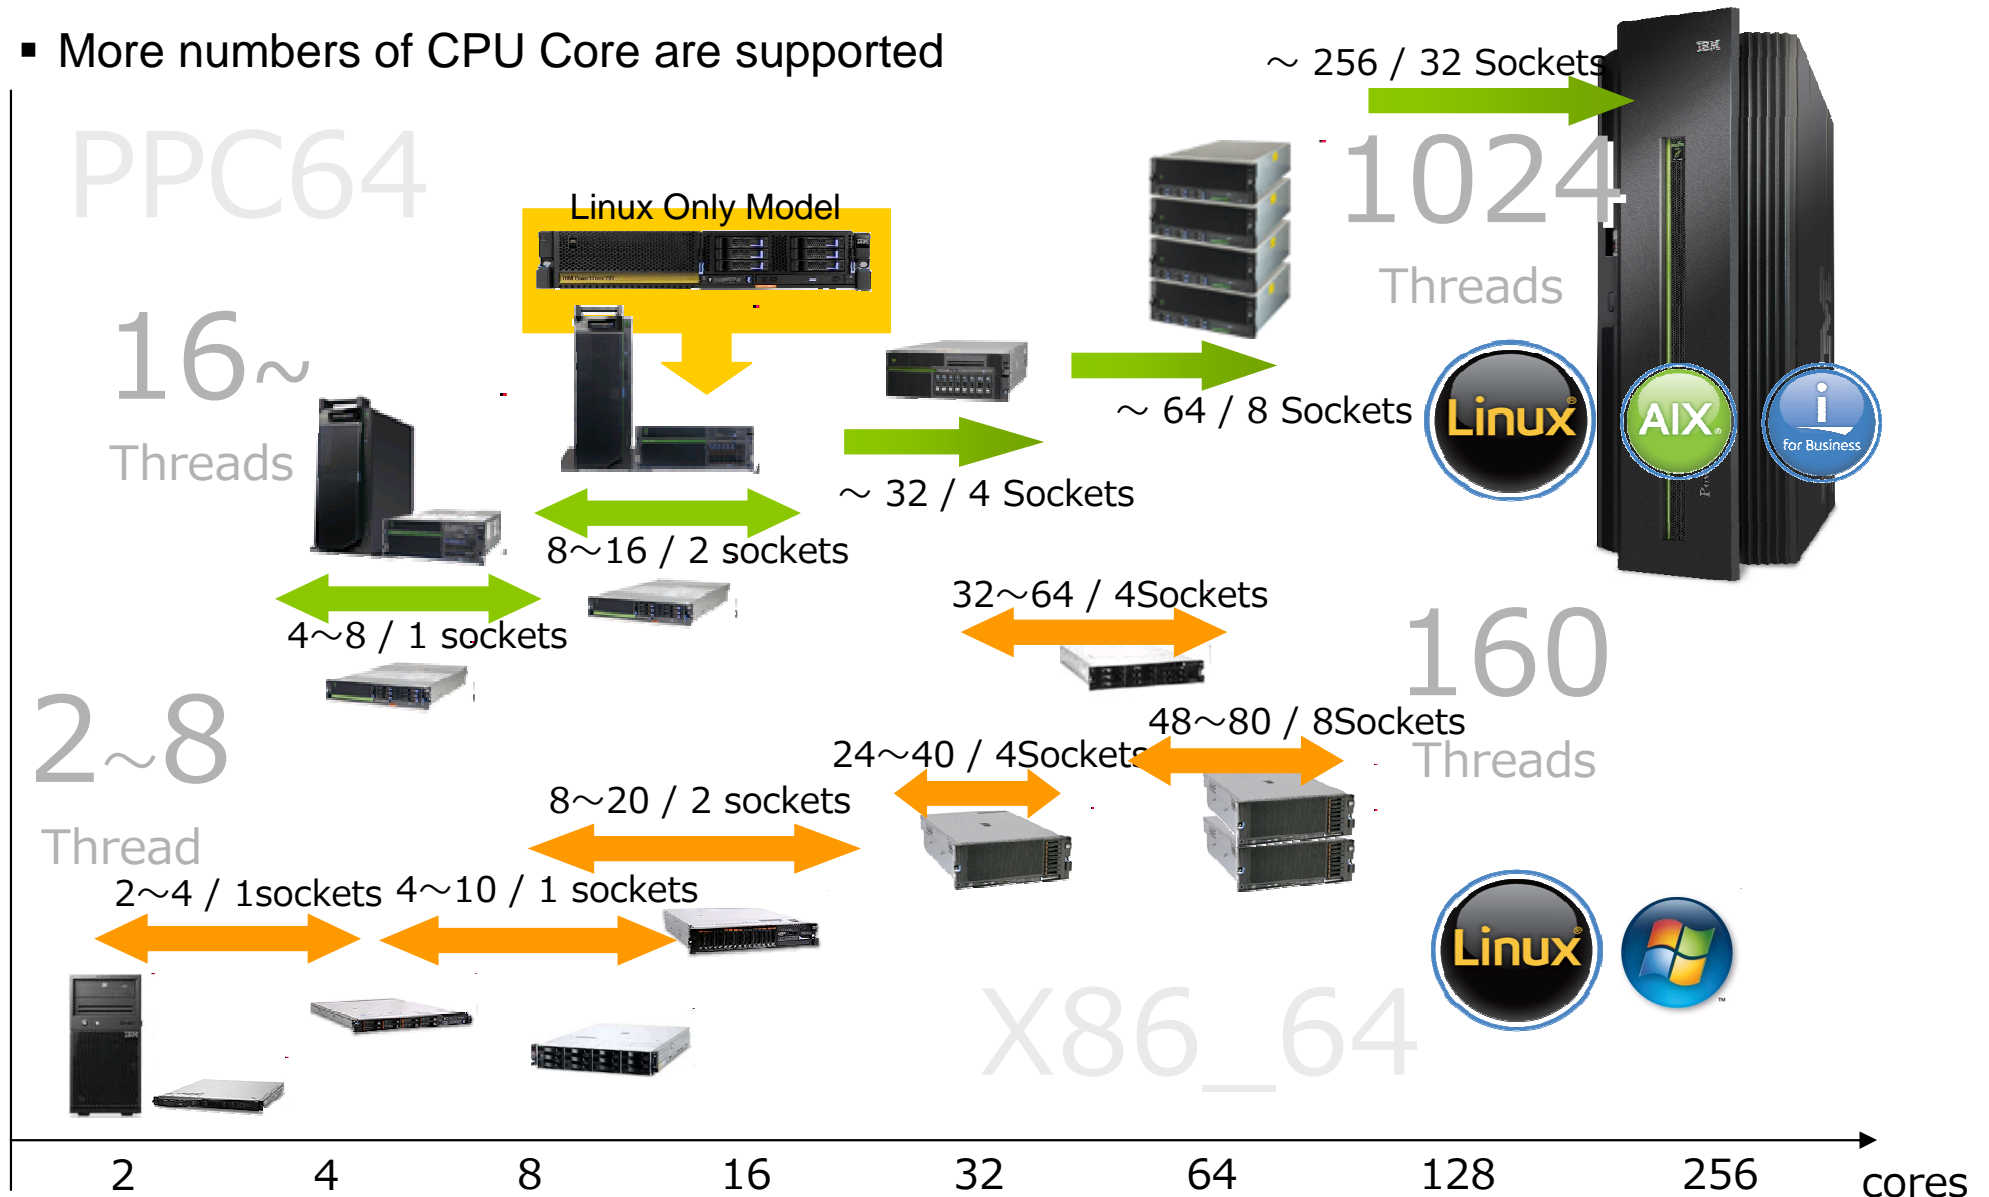 ▪ More numbers of CPU Core are supported
～ 256 / 32 Sockets
IBM
PPC64
1024
Threads
Linux Only Model
16~
Threads
～ 64 / 8 Sockets
Linux
AIX
i
for Business
～ 32 / 4 Sockets
8～16 / 2 sockets
32～64 / 4Sockets
4～8 / 1 sockets
160
Threads
2~8
Thread
48～80 / 8Sockets
24～40 / 4Sockets
8～20 / 2 sockets
2～4 / 1sockets
4～10 / 1 sockets
Linux
X86_64
2 4 8 16 32 64 128 256 cores